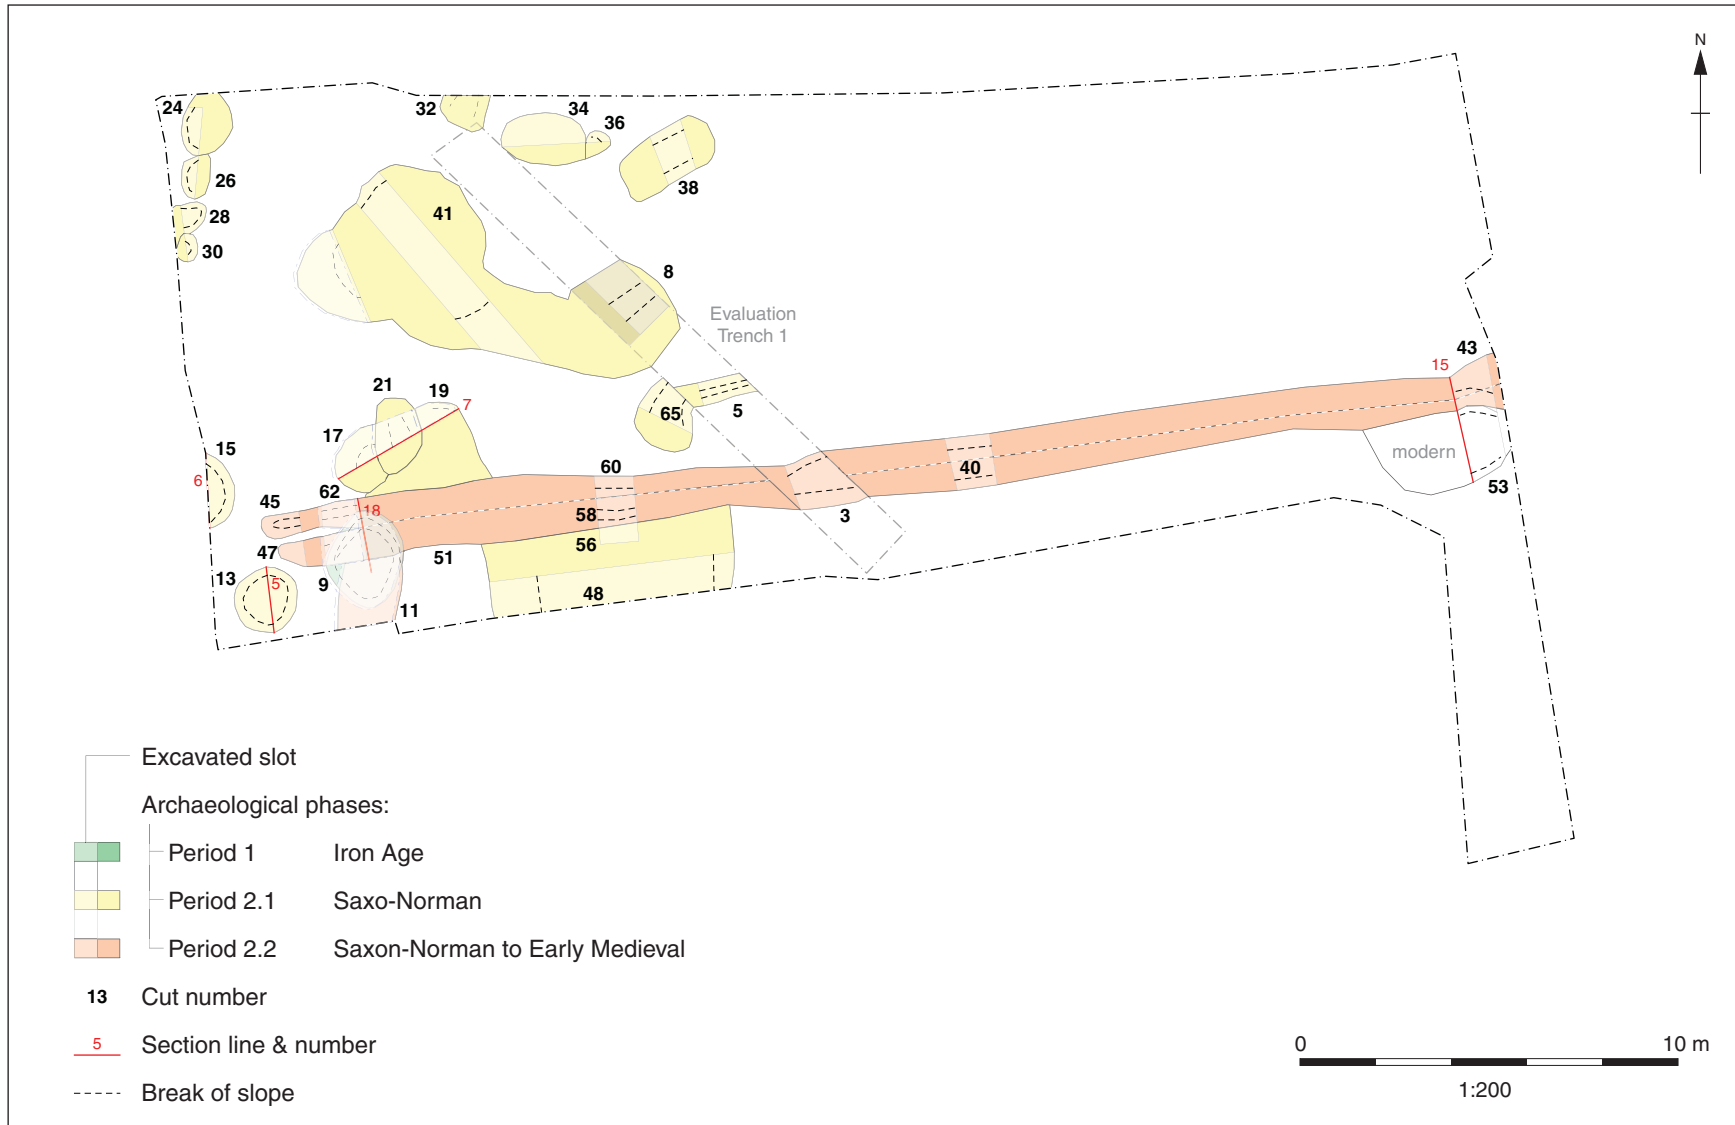 N
24
32
34
36
26
38
28
41
30
8
Evaluation
Trench 1
43
15
21
19
7
65
5
17
15
modern
6
60
40
45
62
18
53
58
3
47
56
51
13
5
9
48
11
Excavated slot
Archaeological phases:
Period 1 Iron Age
Period 2.1 Saxo-Norman
Period 2.2 Saxon-Norman to Early Medieval
13 Cut number
5 Section line & number
Break of slope
0 10 m
1:200